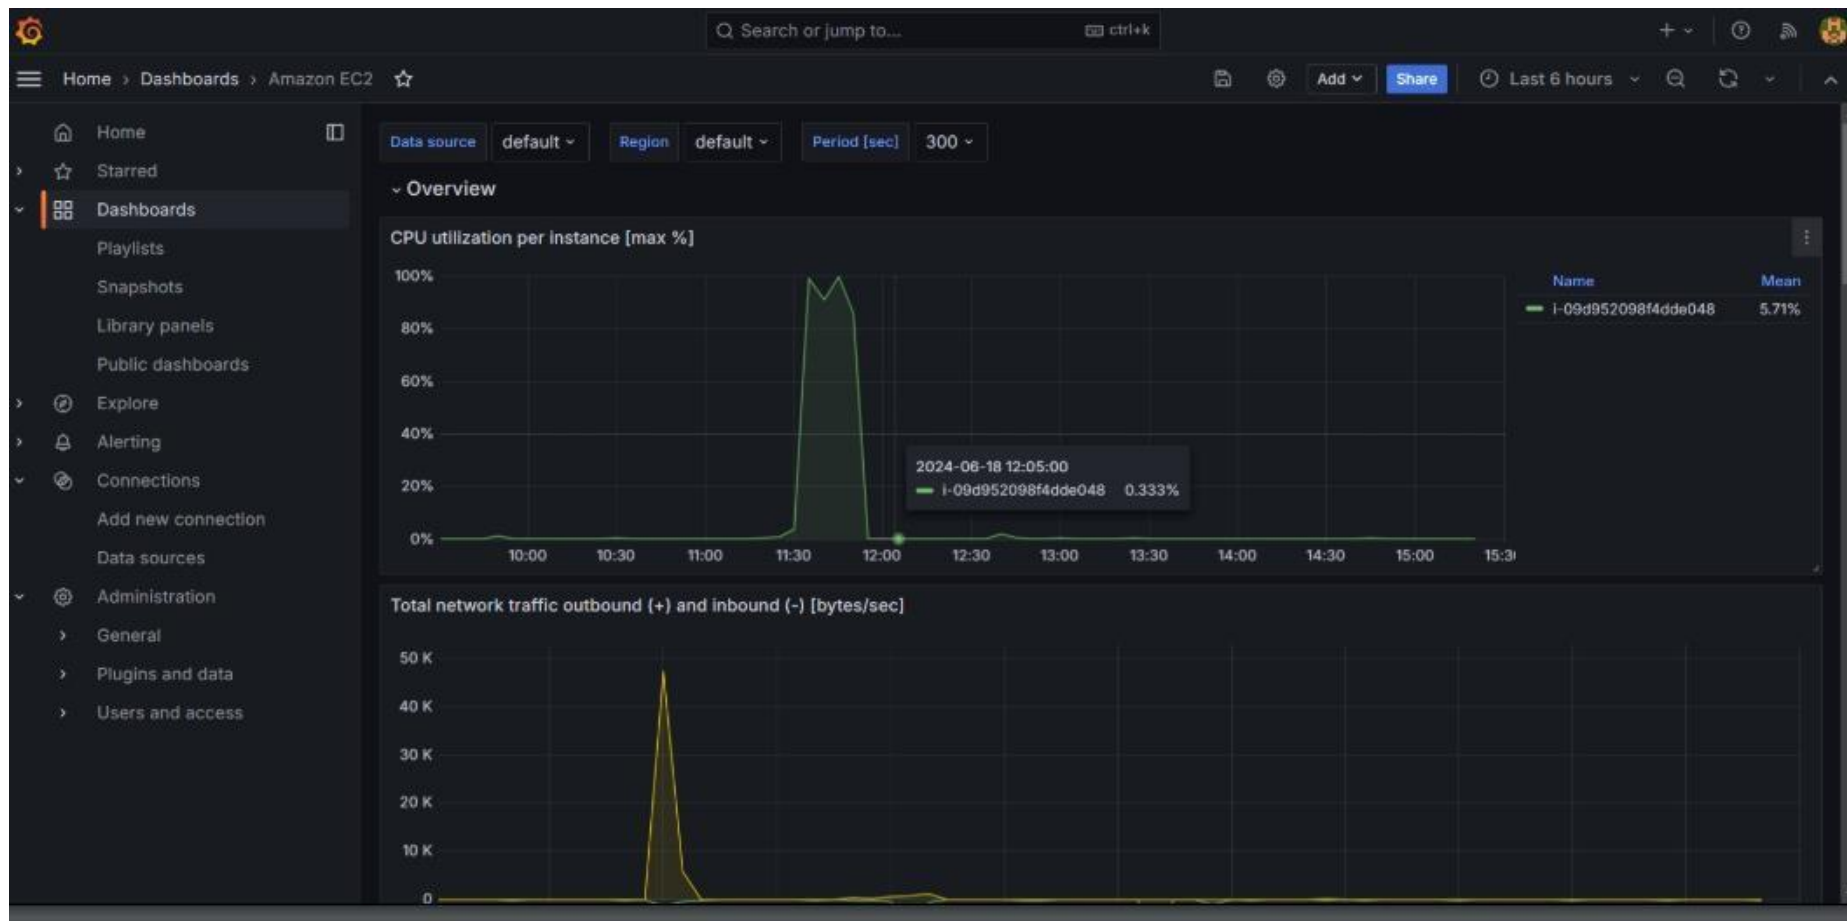 Search or jump to... ctrl+k
Home › Dashboards › Amazon EC2
Add Share Last 6 hours
Home
Starred
Dashboards
Playlists
Snapshots
Library panels
Public dashboards
Explore
Alerting
Connections
Add new connection
Data sources
Administration
General
Plugins and data
Users and access
Data source default Region default Period [sec] 300
Overview
CPU utilization per instance [max %]
100%
80%
60%
40%
20%
0%
10:00 10:30 11:00 11:30 12:00 12:30 13:00 13:30 14:00 14:30 15:00 15:3
Name Mean
i-09d952098f4dde048 5.71%
2024-06-18 12:05:00
i-09d952098f4dde048 0.333%
Total network traffic outbound (+) and inbound (-) [bytes/sec]
50 K
40 K
30 K
20 K
10 K
0